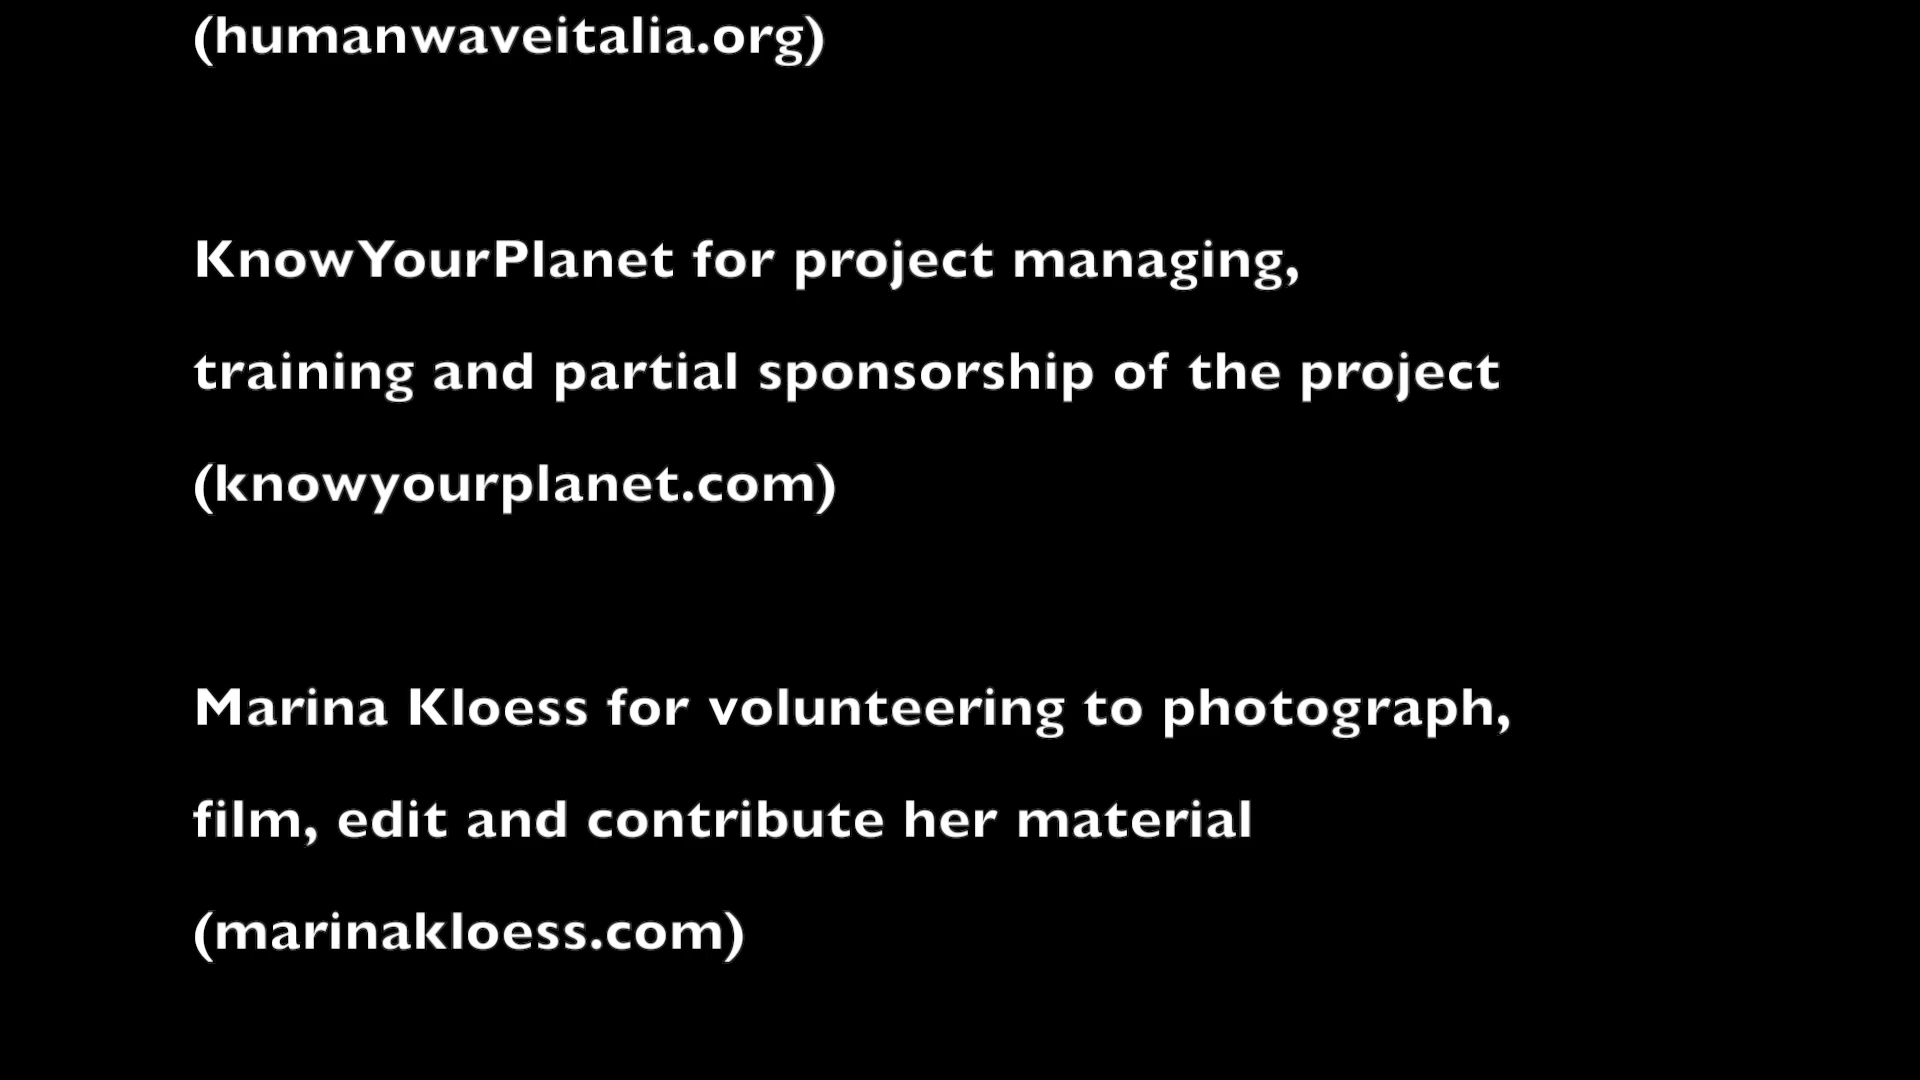 (humanwaveitalia.org)
KnowYourPlanet for project managing,
training and partial sponsorship of the project
(knowyourplanet.com)
Marina Kloess for volunteering to photograph,
film, edit and contribute her material
(marinakloess.com)